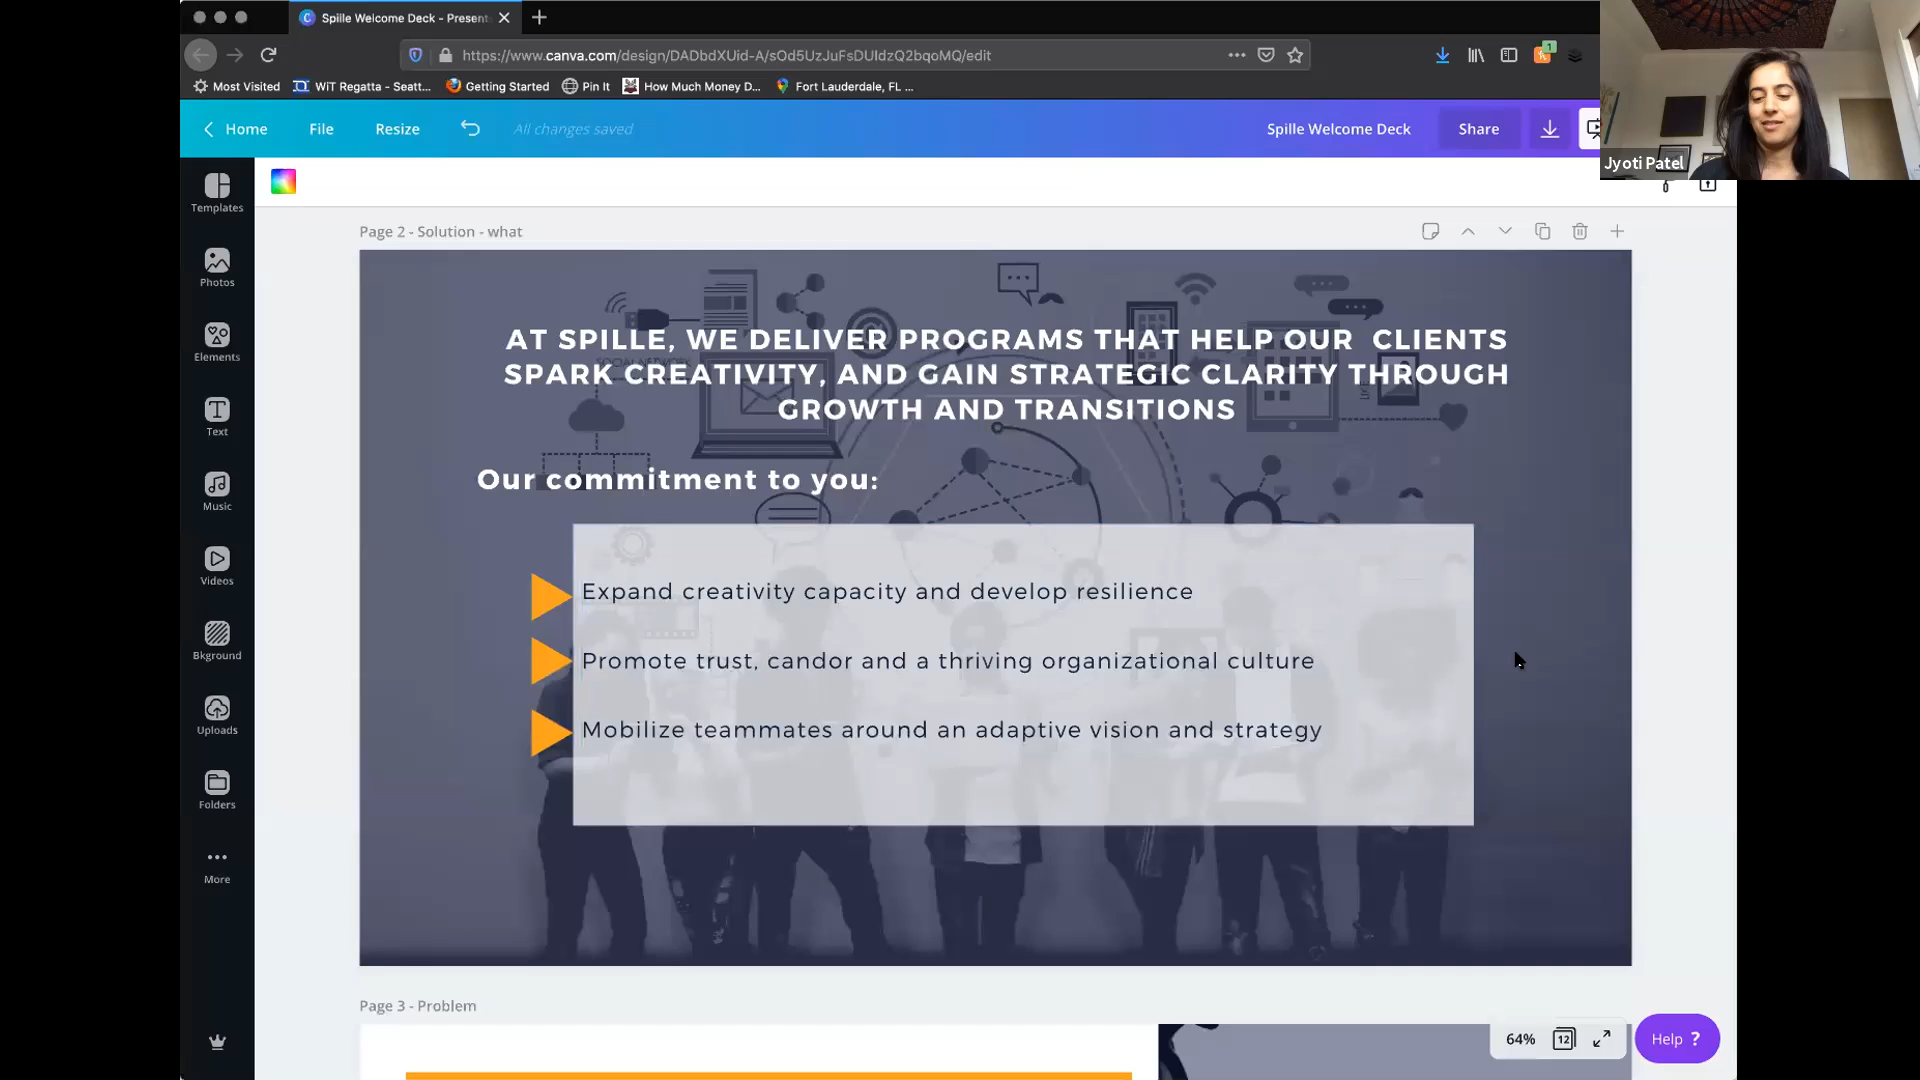 Spille Welcome Deck - Present
https://www.canva.com/design/DADbdXUid-A/sOd5UzJuFsDUIdzQ2bqoMQ/edit
1
Most Visited
WIT Regatta - Seatt...
Getting Started
Pin It
How Much Money D...
Fort Lauderdale, FL ...
Home
File
Resize
All changes saved
Spille Welcome Deck
Share
Jyoti Patel
Templates
Photos
Elements
Text
Music
Videos
Bkground
Uploads
Folders
More
Page 2 - Solution - what
AT SPILLE, WE DELIVER PROGRAMS THAT HELP OUR CLIENTS
SPARK CREATIVITY, AND GAIN STRATEGIC CLARITY THROUGH
GROWTH AND TRANSITIONS
SOCIAL NETWORK
Our commitment to you:
Expand creativity capacity and develop resilience
Promote trust, candor and a thriving organizational culture
Mobilize teammates around an adaptive vision and strategy
Page 3 - Problem
64%
12
Help ?